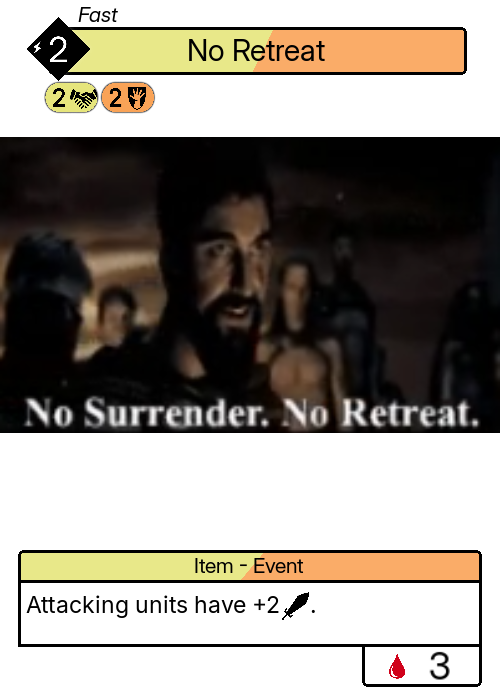 Fast
2
No Retreat
2 2
No Surrender. No Retreat.
Item - Event
Attacking units have +2 .
3